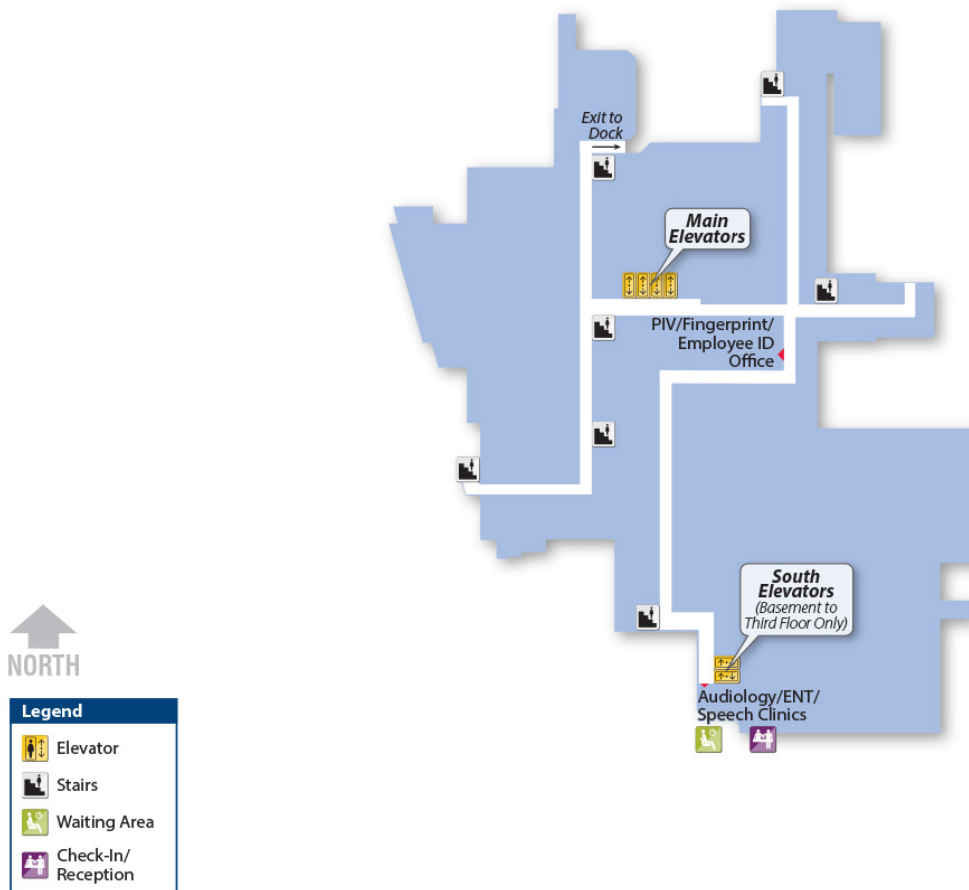 Exit to
Dock
Main
Elevators
PIV/Fingerprint/
Employee ID
Office
South
Elevators
(Basement to
Third Floor Only)
Audiology/ENT/
Speech Clinics
NORTH
Legend
Elevator
Stairs
Waiting Area
Check-In/
Reception